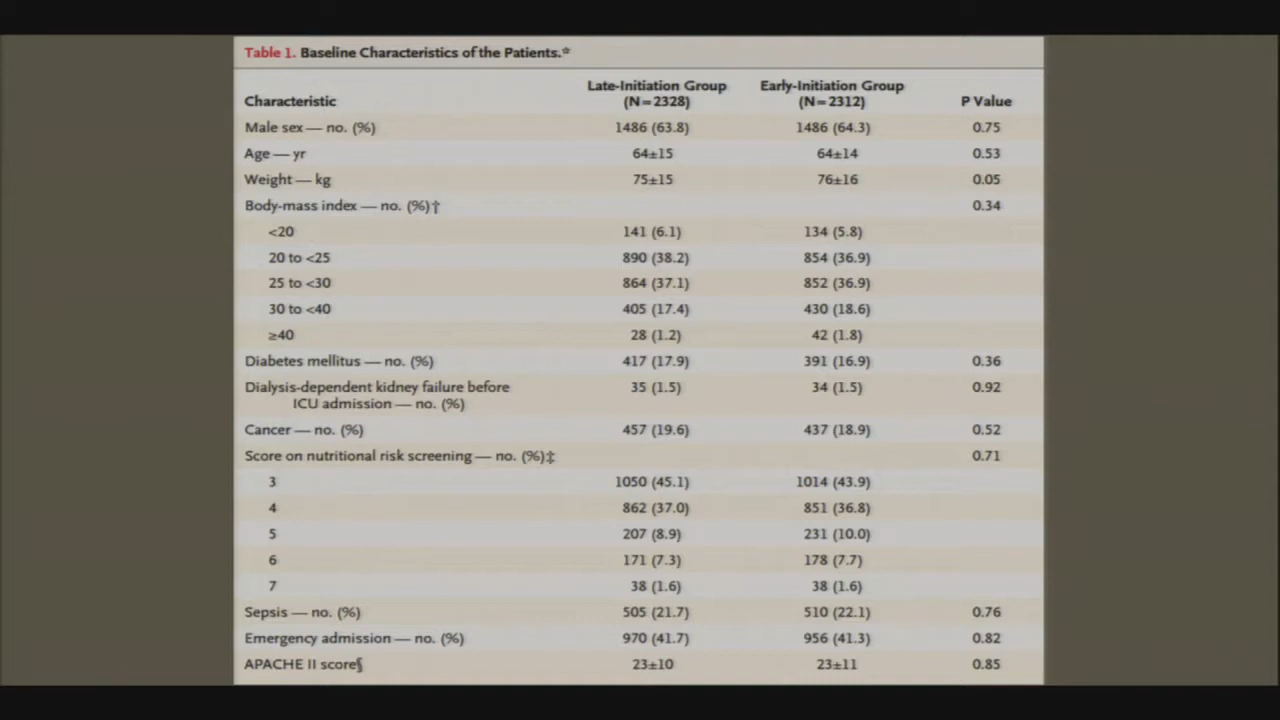 Table 1. Baseline Characteristics of the Patients.*
Characteristic Late-Initiation Group (N=2328) Early-Initiation Group (N=2312) P Value
Male sex — no. (%) 1486 (63.8) 1486 (64.3) 0.75
Age — yr 64±15 64±14 0.53
Weight — kg 75±15 76±16 0.05
Body-mass index — no. (%)† 0.34
<20 141 (6.1) 134 (5.8)
20 to <25 890 (38.2) 854 (36.9)
25 to <30 864 (37.1) 852 (36.9)
30 to <40 405 (17.4) 430 (18.6)
≥40 28 (1.2) 42 (1.8)
Diabetes mellitus — no. (%) 417 (17.9) 391 (16.9) 0.36
Dialysis-dependent kidney failure before 35 (1.5) 34 (1.5) 0.92
ICU admission — no. (%)
Cancer — no. (%) 457 (19.6) 437 (18.9) 0.52
Score on nutritional risk screening — no. (%)‡ 0.71
3 1050 (45.1) 1014 (43.9)
4 862 (37.0) 851 (36.8)
5 207 (8.9) 231 (10.0)
6 171 (7.3) 178 (7.7)
7 38 (1.6) 38 (1.6)
Sepsis — no. (%) 505 (21.7) 510 (22.1) 0.76
Emergency admission — no. (%) 970 (41.7) 956 (41.3) 0.82
APACHE II score§ 23±10 23±11 0.85